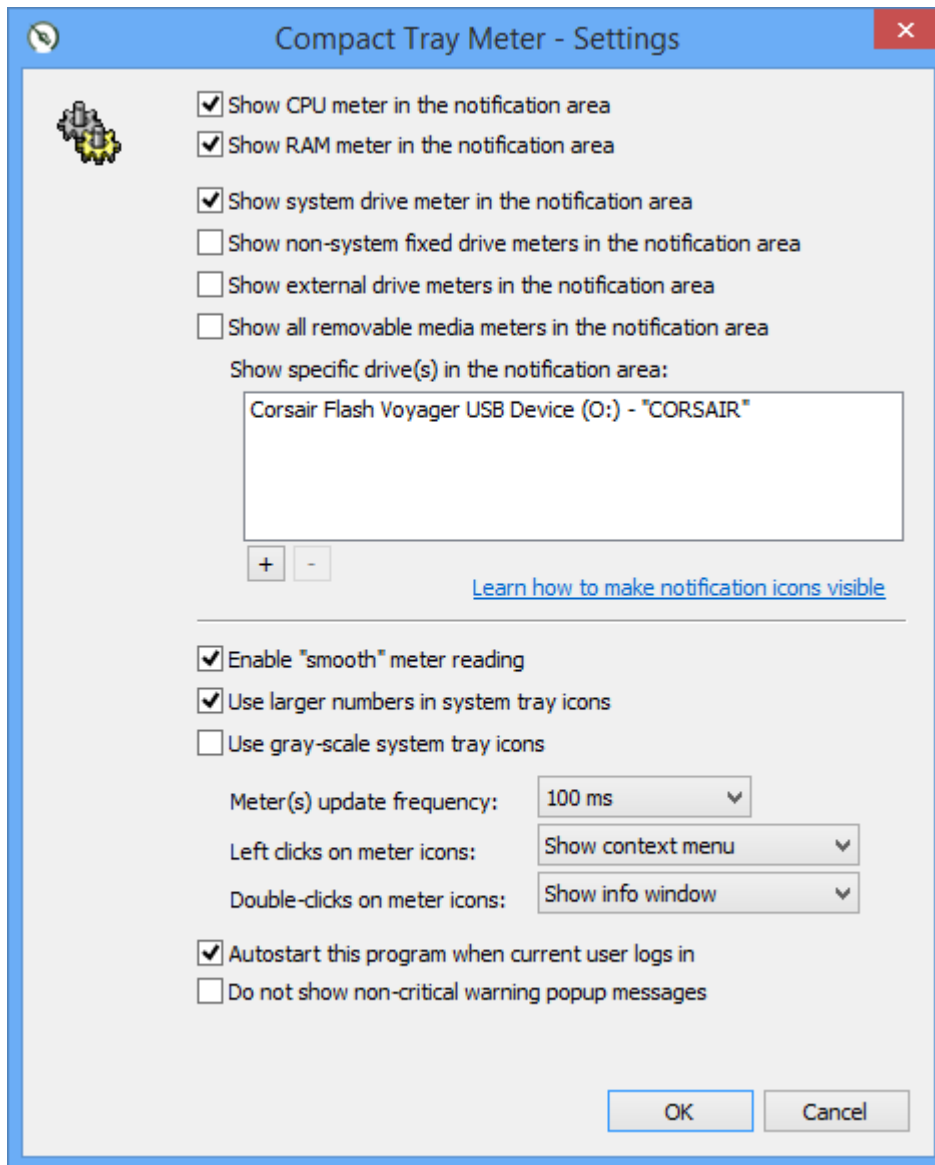 Compact Tray Meter - Settings
Show CPU meter in the notification area
Show RAM meter in the notification area
Show system drive meter in the notification area
Show non-system fixed drive meters in the notification area
Show external drive meters in the notification area
Show all removable media meters in the notification area
Show specific drive(s) in the notification area:
Corsair Flash Voyager USB Device (O:) - "CORSAIR"
+ -
Learn how to make notification icons visible
Enable "smooth" meter reading
Use larger numbers in system tray icons
Use gray-scale system tray icons
Meter(s) update frequency: 100 ms
Left clicks on meter icons: Show context menu
Double-clicks on meter icons: Show info window
Autostart this program when current user logs in
Do not show non-critical warning popup messages
OK Cancel